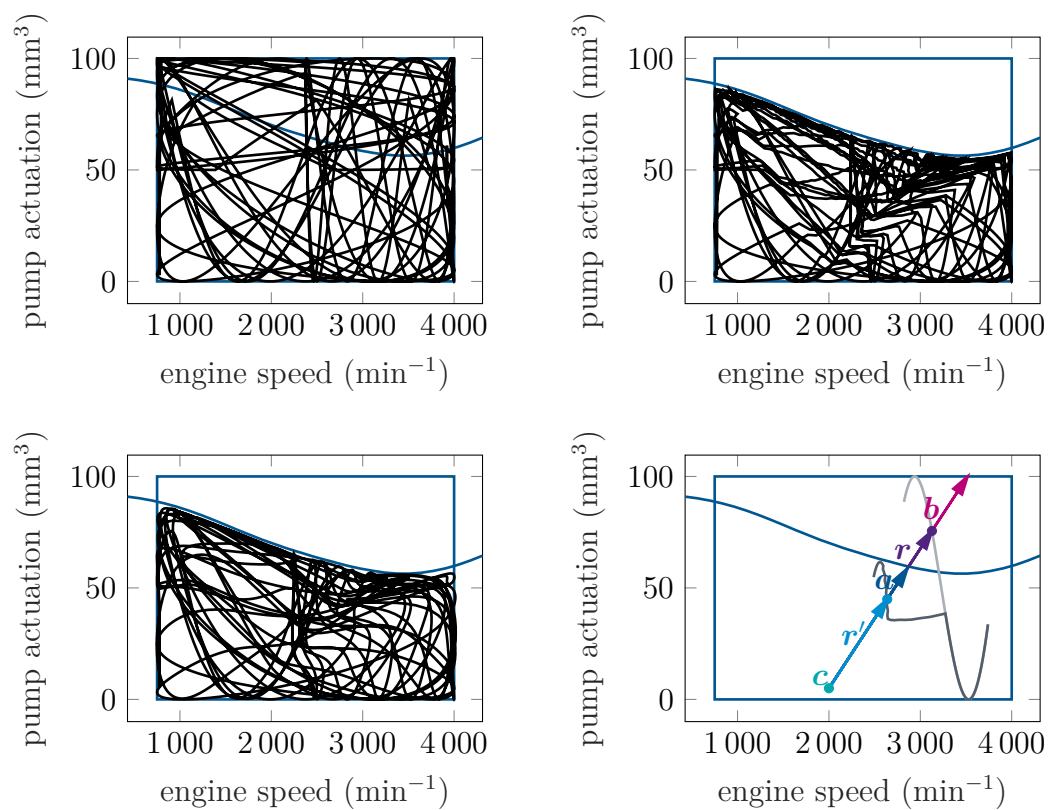 pump actuation (mm³)
100
50
0
1 000
2 000
3 000
4 000
engine speed (min⁻¹)
pump actuation (mm³)
100
50
0
1 000
2 000
3 000
4 000
engine speed (min⁻¹)
pump actuation (mm³)
100
50
0
1 000
2 000
3 000
4 000
engine speed (min⁻¹)
pump actuation (mm³)
100
50
0
b
r
a
r′
c
1 000
2 000
3 000
4 000
engine speed (min⁻¹)